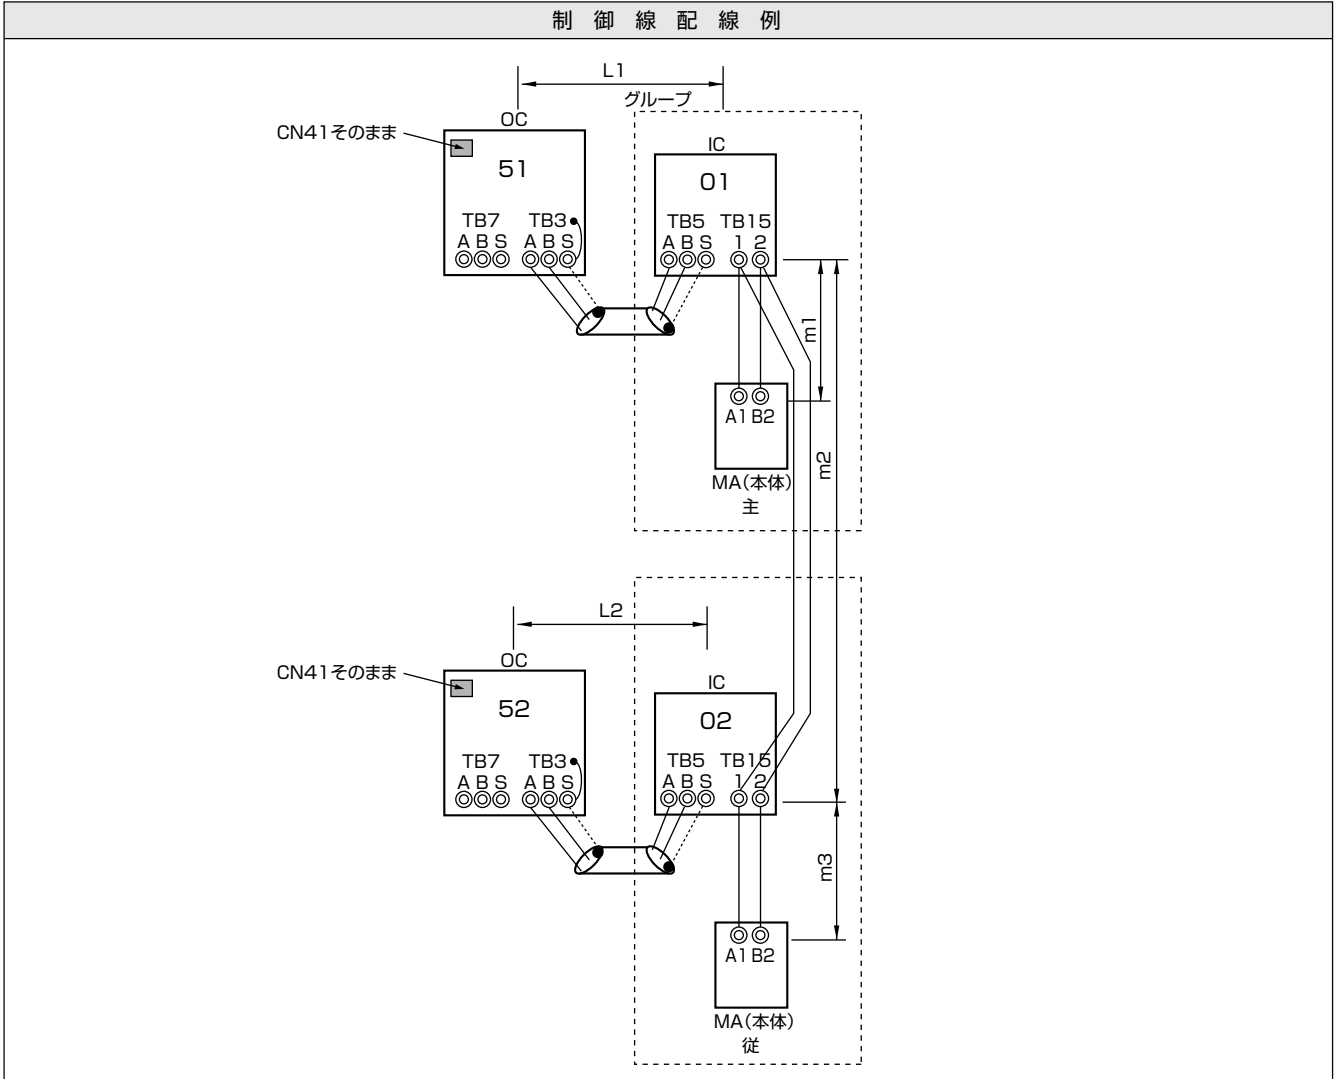 制御線配線例
L1
グループ
OC
CN41そのまま
IC
51
01
TB7 TB3
TB5 TB15
A B S A B S
A B S 1 2
m1
A1 B2
m2
MA(本体)
主
L2
OC
CN41そのまま
IC
52
02
TB7 TB3
TB5 TB15
A B S A B S
A B S 1 2
m3
A1 B2
MA(本体)
従